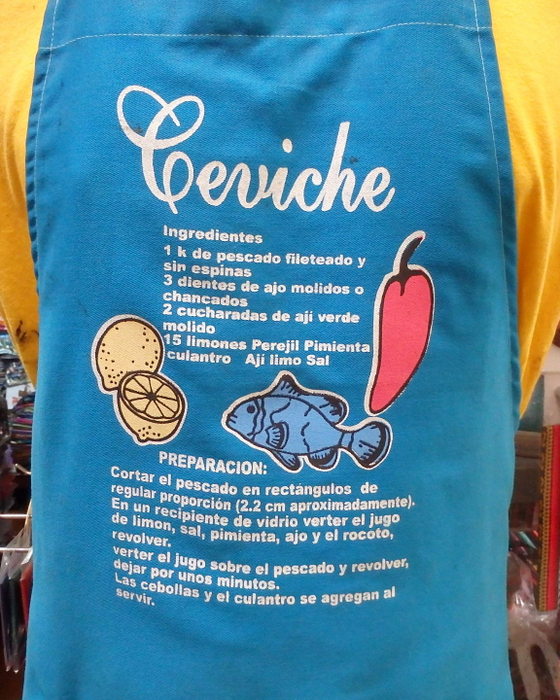 Ceviche
Ingredientes
1 k de pescado fileteado y
sin espinas
3 dientes de ajo molidos o
chancados
2 cucharadas de ají verde
molido
15 limones Perejil Pimienta
culantro Ají limo Sal
PREPARACION:
Cortar el pescado en rectángulos de
regular proporción (2.2 cm aproximadamente).
En un recipiente de vidrio verter el jugo
de limon, sal, pimienta, ajo y el rocoto,
revolver.
verter el jugo sobre el pescado y revolver,
dejar por unos minutos.
Las cebollas y el culantro se agregan al
servir.